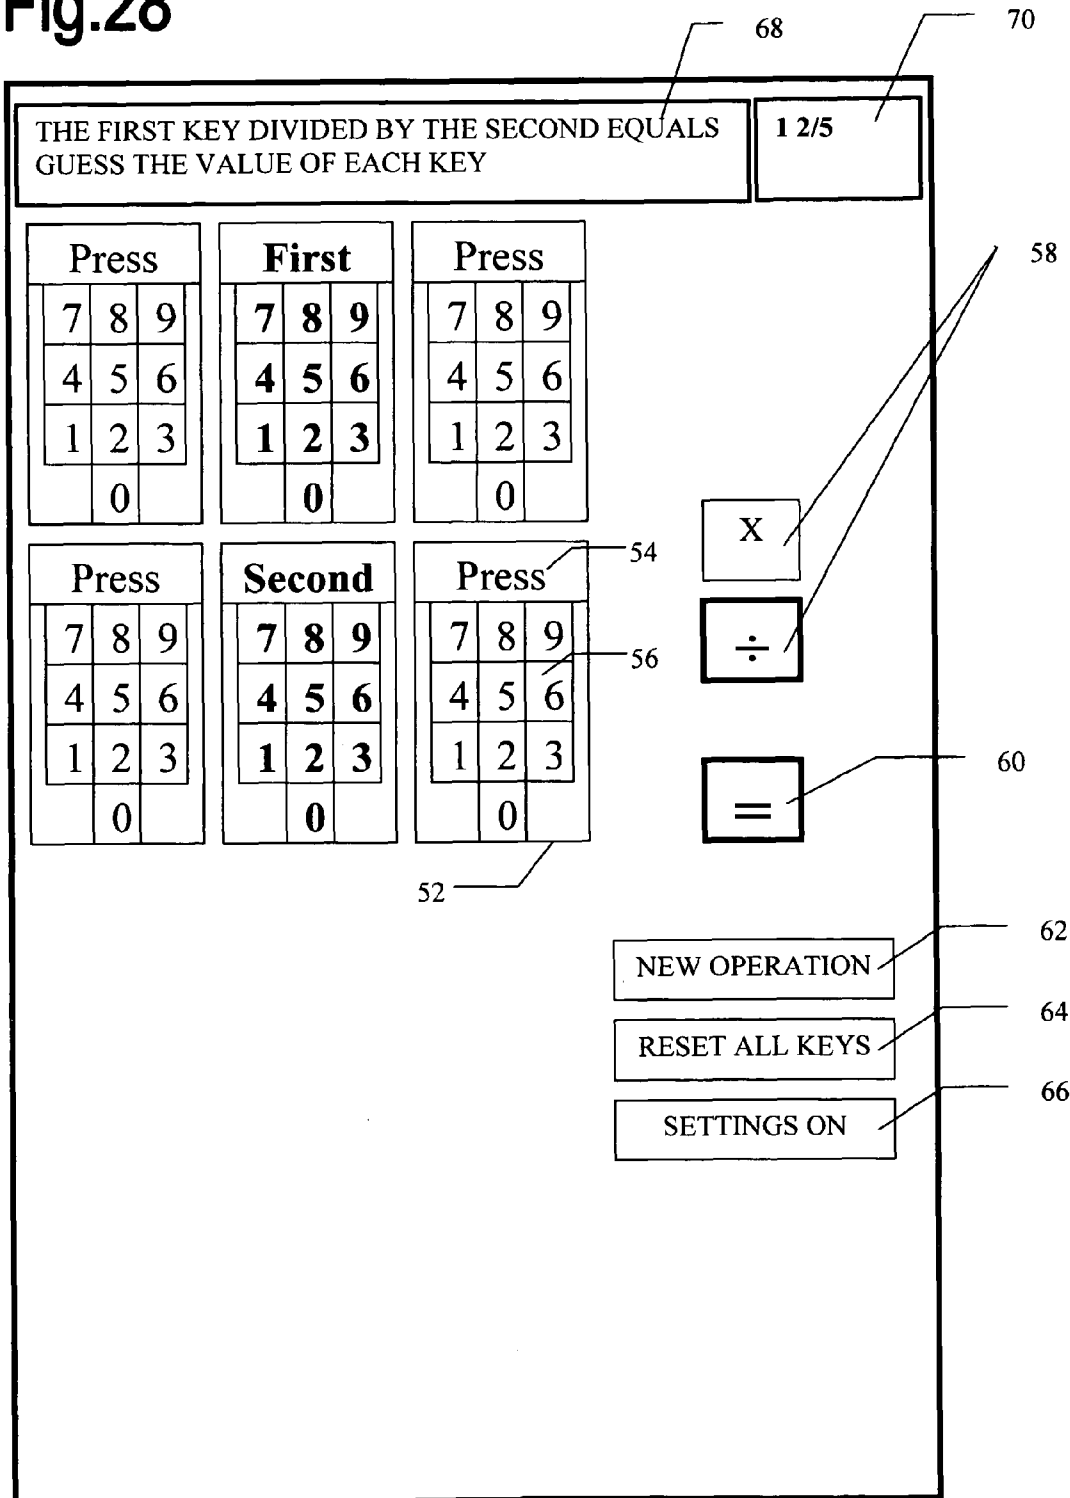 Fig.28
68
70
THE FIRST KEY DIVIDED BY THE SECOND EQUALS
GUESS THE VALUE OF EACH KEY
1 2/5
58
Press First Press
7 8 9 7 8 9 7 8 9
4 5 6 4 5 6 4 5 6
1 2 3 1 2 3 1 2 3
0 0 0
X
54
Press Second Press
÷
7 8 9 7 8 9 7 8 9
56
4 5 6 4 5 6 4 5 6
1 2 3 1 2 3 1 2 3
60
0 0 0
=
52
62
NEW OPERATION
64
RESET ALL KEYS
66
SETTINGS ON